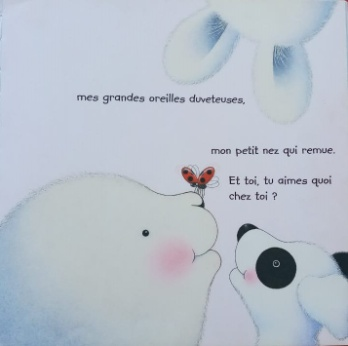 mes grandes oreilles duveteuses,
mon petit nez qui remue.
Et toi, tu aimes quoi
chez toi ?